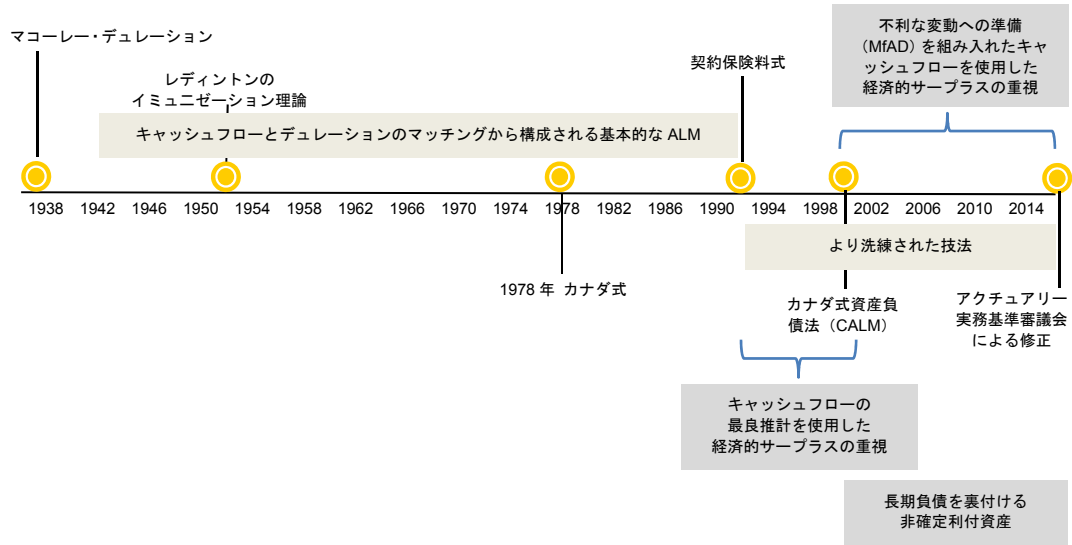 不利な変動への準備
（MfAD）を組み入れたキャ
ッシュフローを使用した
経済的サープラスの重視
マコーレー・デュレーション
レディントンの
イミュニゼーション理論
契約保険料式
キャッシュフローとデュレーションのマッチングから構成される基本的な ALM
1938 1942 1946 1950 1954 1958 1962 1966 1970 1974 1978 1982 1986 1990 1994 1998 2002 2006 2010 2014
より洗練された技法
1978 年 カナダ式
カナダ式資産負
債法（CALM）
アクチュアリー
実務基準審議会
による修正
キャッシュフローの
最良推計を使用した
経済的サープラスの重視
長期負債を裏付ける
非確定利付資産